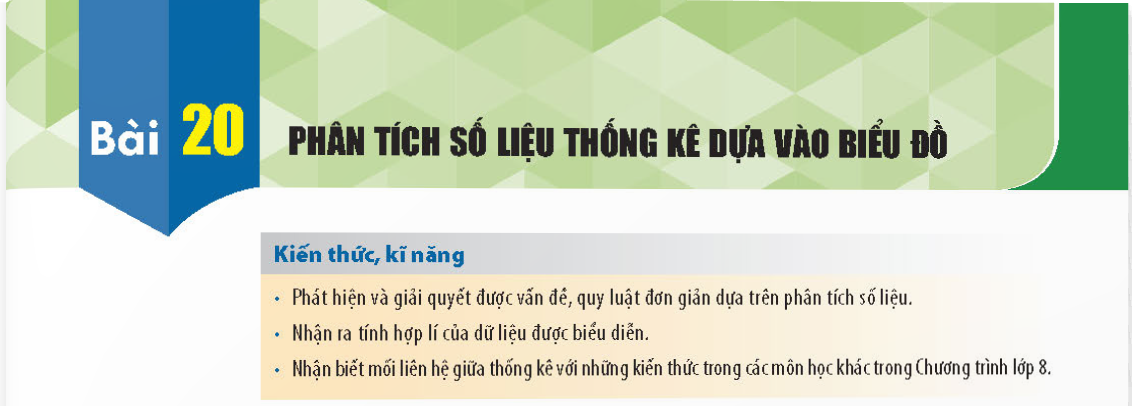 Bài 20 PHÂN TÍCH SỐ LIỆU THỐNG KÊ DỰA VÀO BIỂU ĐỒ
Kiến thức, kĩ năng
• Phát hiện và giải quyết được vấn đề, quy luật đơn giản dựa trên phân tích số liệu.
• Nhận ra tính hợp lí của dữ liệu được biểu diễn.
• Nhận biết mối liên hệ giữa thống kê với những kiến thức trong các môn học khác trong Chương trình lớp 8.